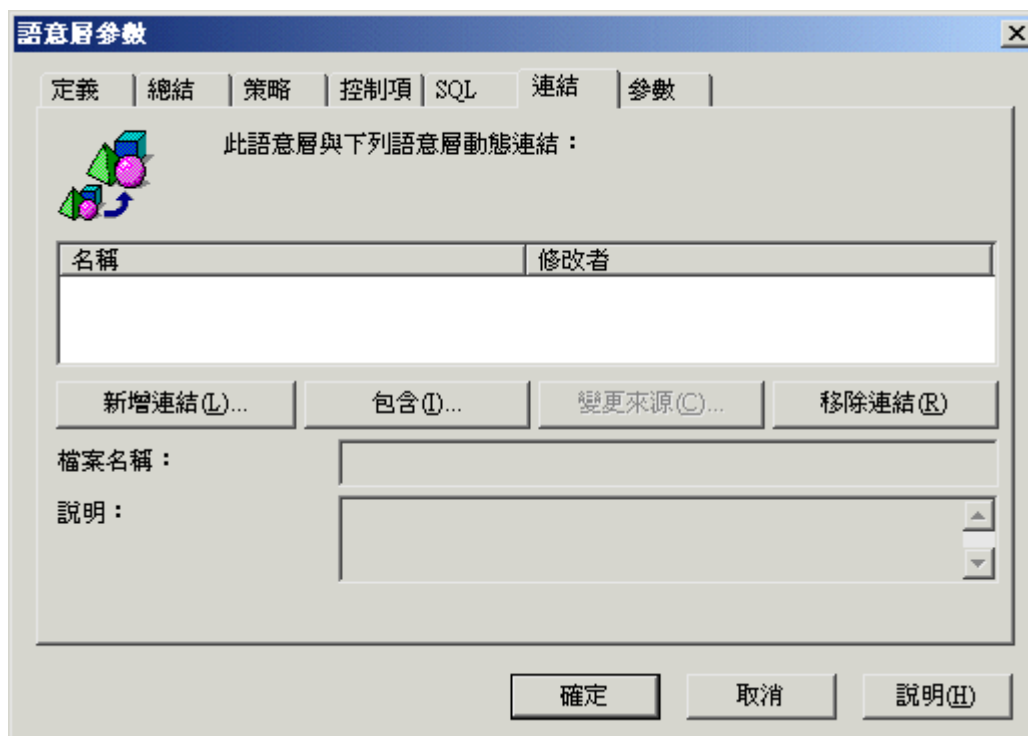 語意層參數
定義 總結 策略 控制項 SQL 連結 參數
此語意層與下列語意層動態連結：
名稱 修改者
新增連結(L)... 包含(I)... 變更來源(C)... 移除連結(R)
檔案名稱：
說明：
確定 取消 說明(H)